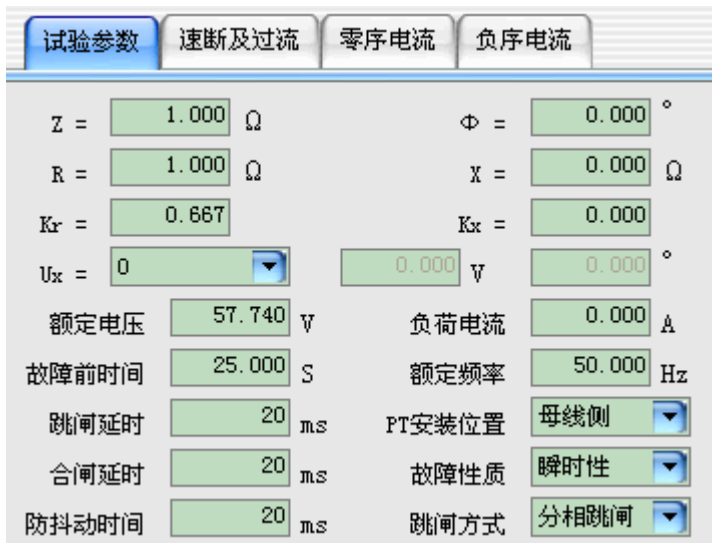 试验参数 速断及过流 零序电流 负序电流
Z = 1.000 Ω Φ = 0.000 °
R = 1.000 Ω X = 0.000 Ω
Kr = 0.667 Kx = 0.000
Ux = 0 0.000 V 0.000 °
额定电压 57.740 V 负荷电流 0.000 A
故障前时间 25.000 S 额定频率 50.000 Hz
跳闸延时 20 ms PT安装位置 母线侧
合闸延时 20 ms 故障性质 瞬时性
防抖动时间 20 ms 跳闸方式 分相跳闸